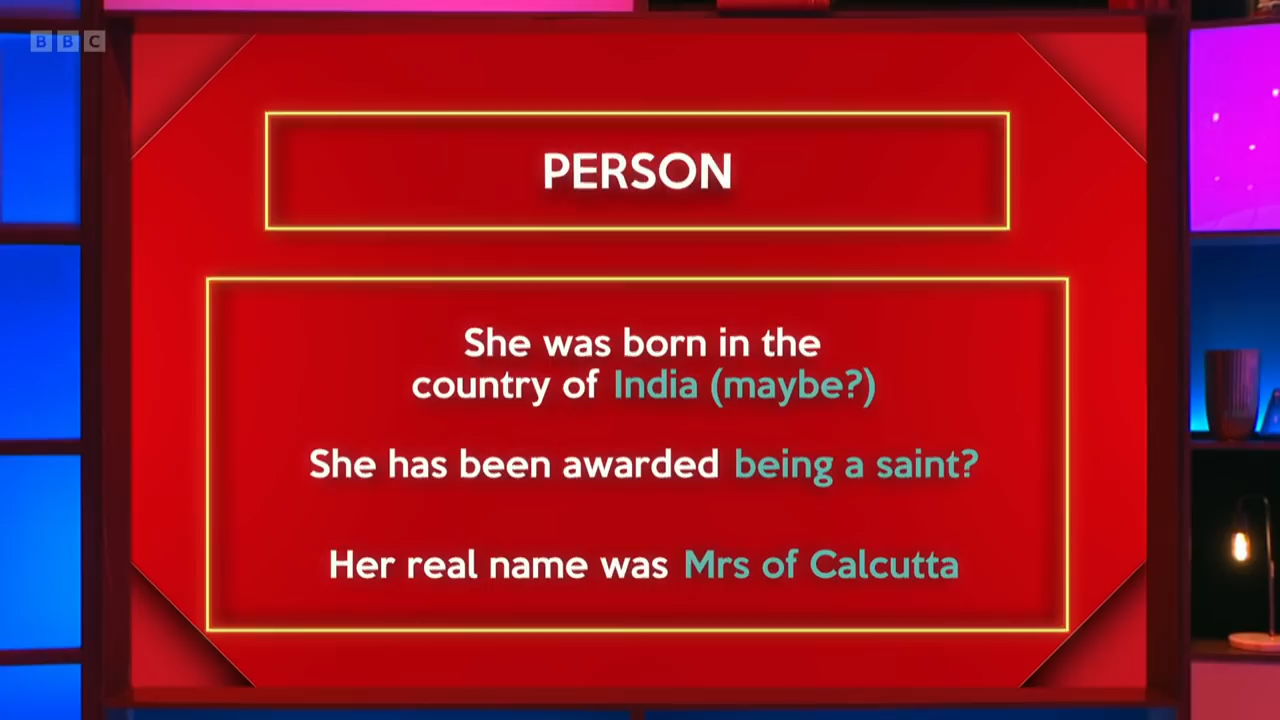 BBC
PERSON
She was born in the
country of India (maybe?)
She has been awarded being a saint?
Her real name was Mrs of Calcutta